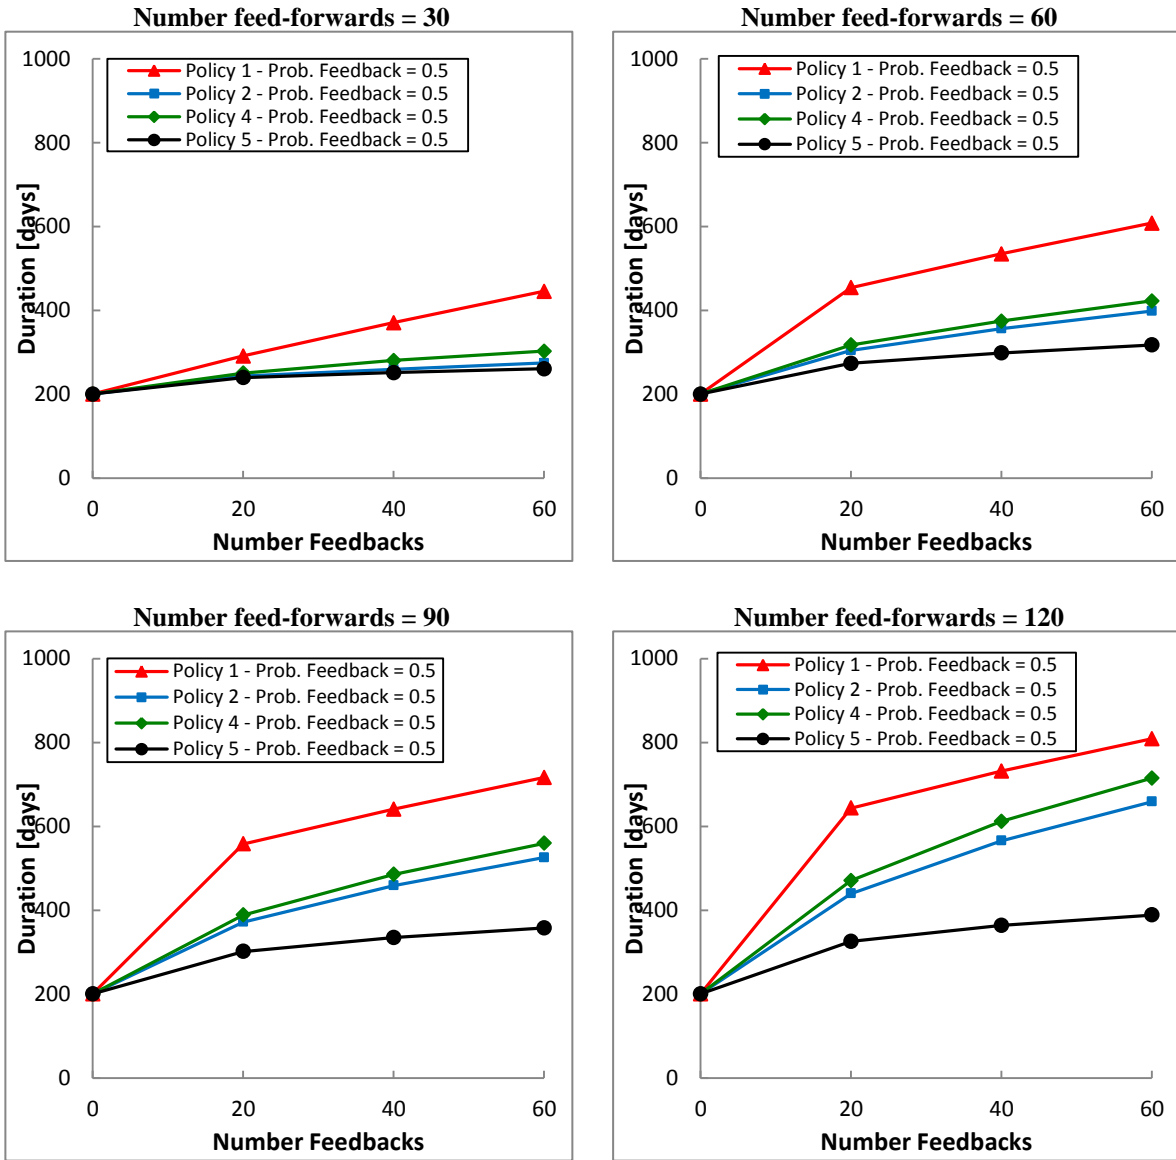 Number feed-forwards = 30
1000
800
600
400
200
0
Duration [days]
Policy 1 - Prob. Feedback = 0.5
Policy 2 - Prob. Feedback = 0.5
Policy 4 - Prob. Feedback = 0.5
Policy 5 - Prob. Feedback = 0.5
0 20 40 60
Number Feedbacks
Number feed-forwards = 60
1000
800
600
400
200
0
Duration [days]
Policy 1 - Prob. Feedback = 0.5
Policy 2 - Prob. Feedback = 0.5
Policy 4 - Prob. Feedback = 0.5
Policy 5 - Prob. Feedback = 0.5
0 20 40 60
Number Feedbacks
Number feed-forwards = 90
1000
800
600
400
200
0
Duration [days]
Policy 1 - Prob. Feedback = 0.5
Policy 2 - Prob. Feedback = 0.5
Policy 4 - Prob. Feedback = 0.5
Policy 5 - Prob. Feedback = 0.5
0 20 40 60
Number Feedbacks
Number feed-forwards = 120
1000
800
600
400
200
0
Duration [days]
Policy 1 - Prob. Feedback = 0.5
Policy 2 - Prob. Feedback = 0.5
Policy 4 - Prob. Feedback = 0.5
Policy 5 - Prob. Feedback = 0.5
0 20 40 60
Number Feedbacks